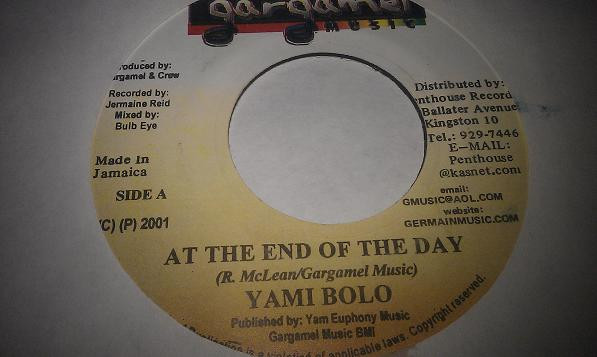 gargamel
MUSIC
roduced by:
argamel & Crew
Recorded by:
Jermaine Reid
Mixed by:
Bulb Eye
Made In
Jamaica
SIDE A
(C) (P) 2001
Distributed by:
enthouse Record
Ballater Avenue
Kingston 10
Tel.: 929-7446
E-MAIL:
Penthouse
@kasnet.com
email:
GMUSIC@AOL.COM
website:
GERMAINMUSIC.COM
AT THE END OF THE DAY
(R. McLean/Gargamel Music)
YAMI BOLO
Published by: Yam Euphony Music
Gargamel Music BMI
is a violation of applicable laws. Copyright reserved.